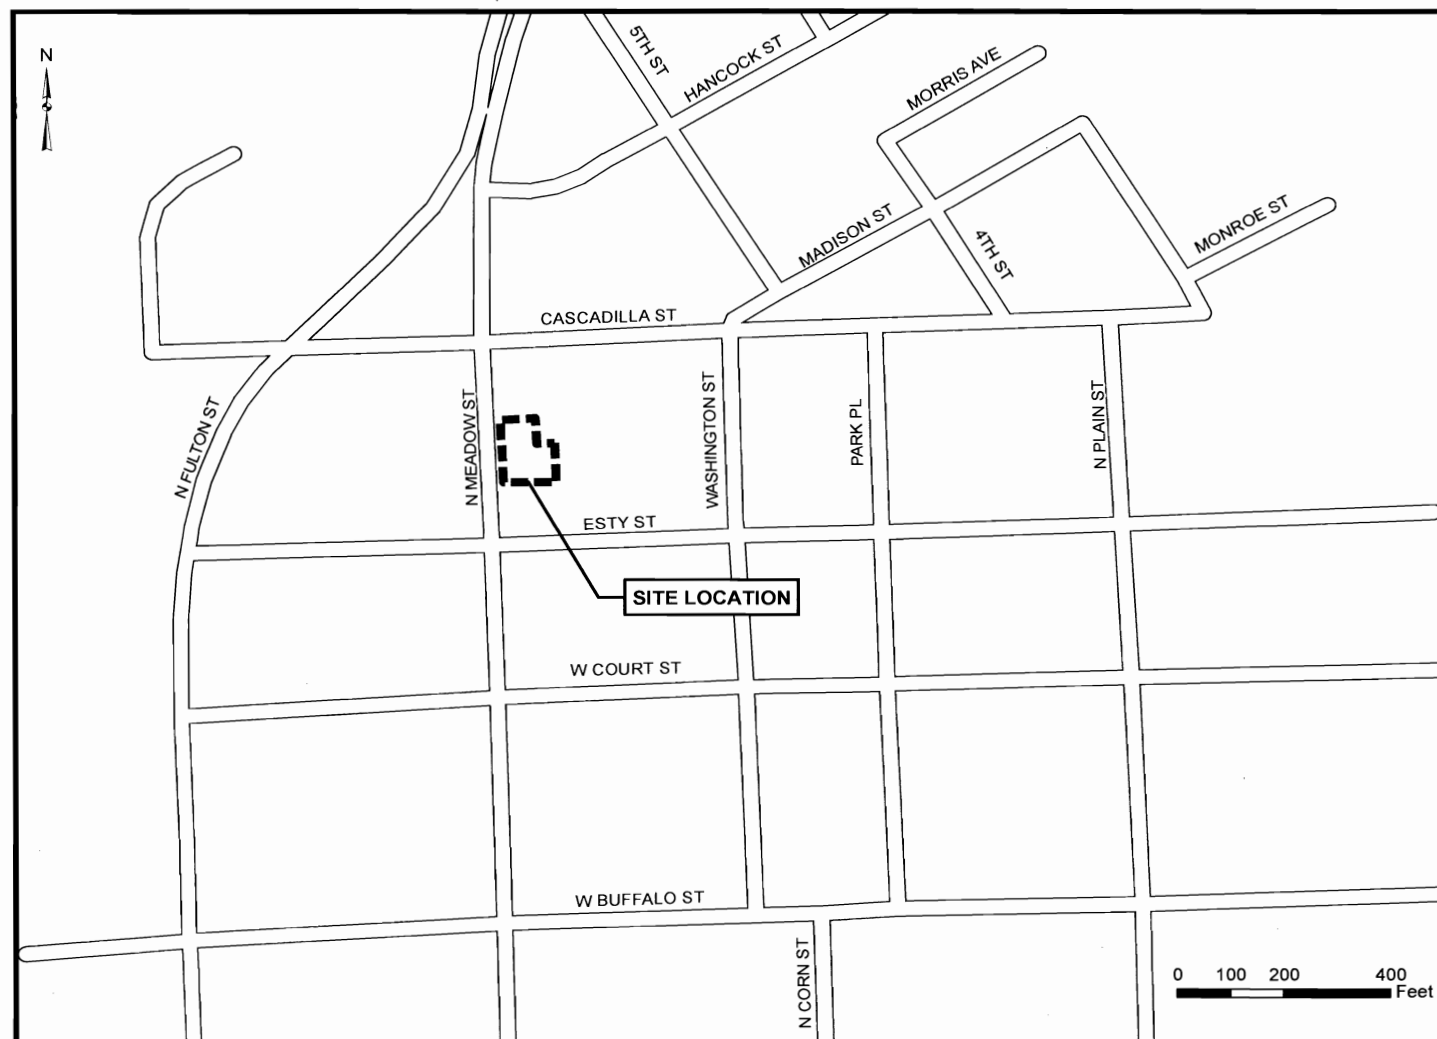 N
5TH ST
HANCOCK ST
MORRIS AVE
MADISON ST
4TH ST
MONROE ST
CASCADILLA ST
N FULTON ST
N MEADOW ST
WASHINGTON ST
PARK PL
N PLAIN ST
ESTY ST
SITE LOCATION
W COURT ST
W BUFFALO ST
N CORN ST
0 100 200 400
Feet